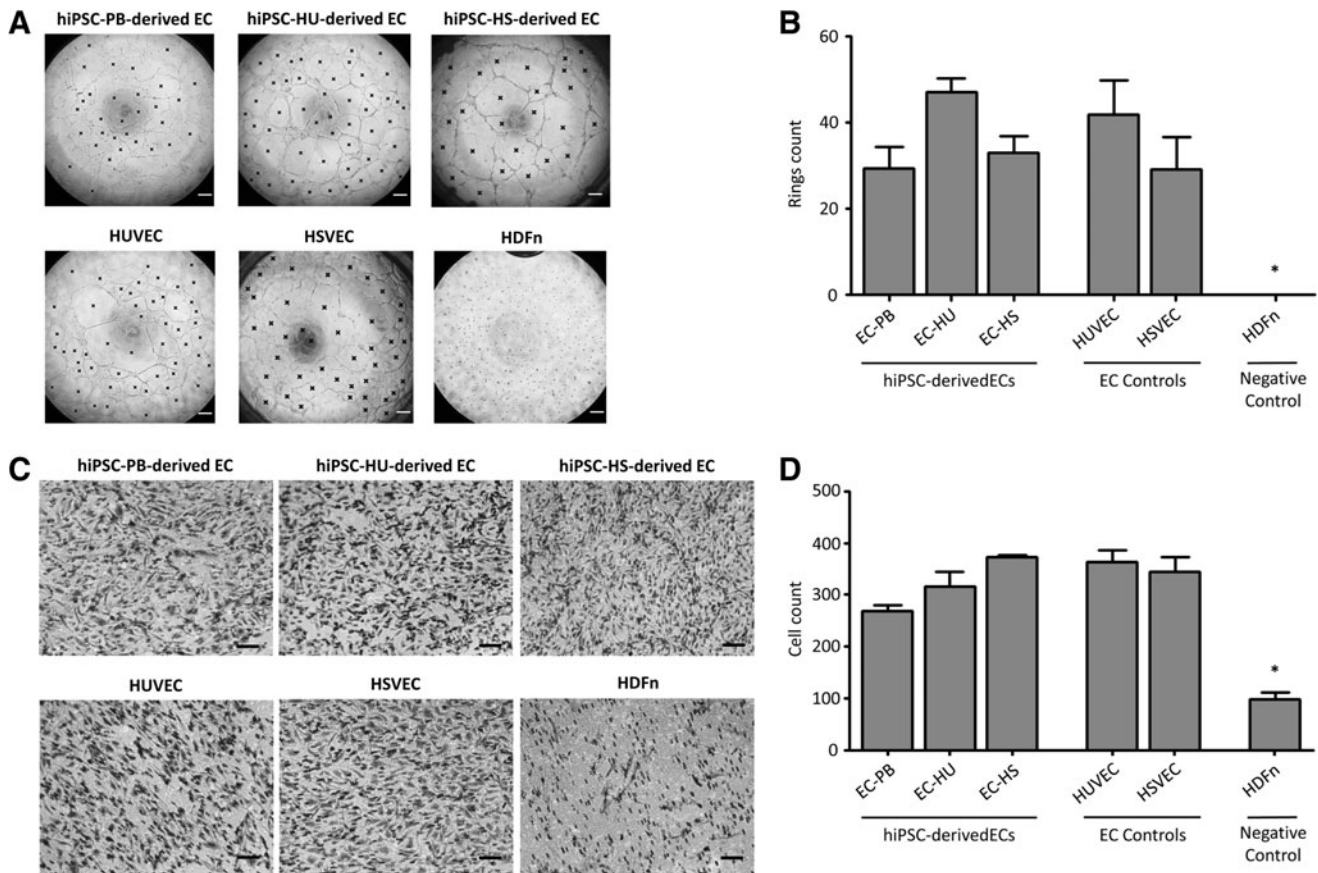 A
hiPSC-PB-derived EC hiPSC-HU-derived EC hiPSC-HS-derived EC
HUVEC HSVEC HDFn
B
60
40
20
0
Rings count
*
EC-PB EC-HU EC-HS HUVEC HSVEC HDFn
hiPSC-derivedECs EC Controls Negative
Control
C
hiPSC-PB-derived EC hiPSC-HU-derived EC hiPSC-HS-derived EC
HUVEC HSVEC HDFn
D
500
400
300
200
100
0
Cell count
*
EC-PB EC-HU EC-HS HUVEC HSVEC HDFn
hiPSC-derivedECs EC Controls Negative
Control